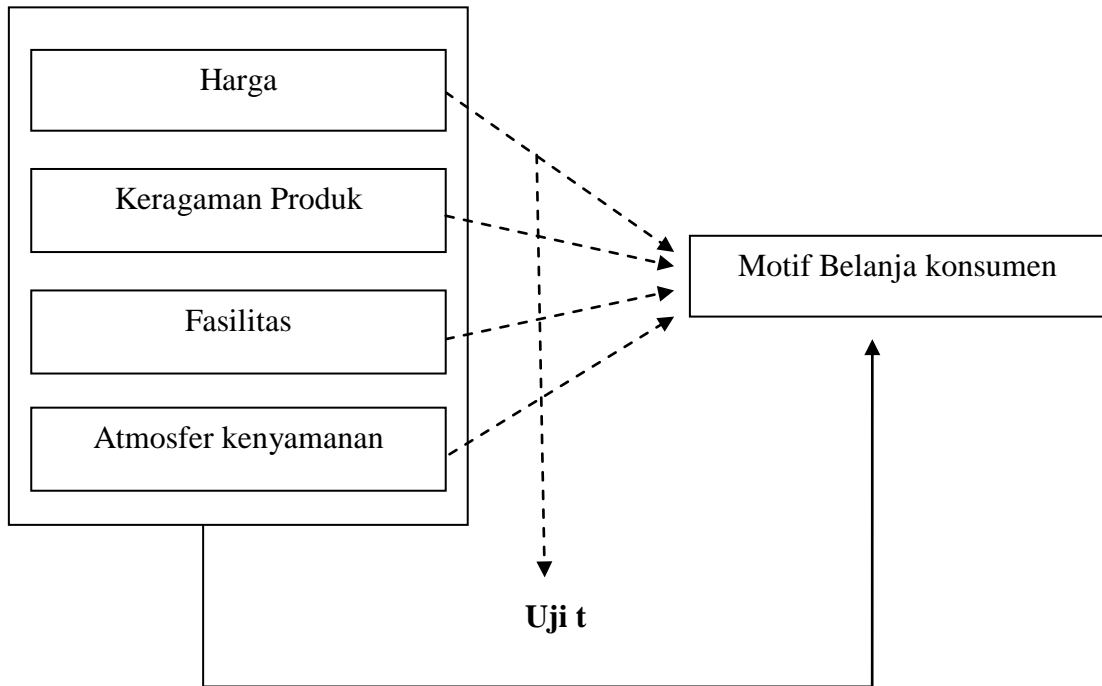 Harga
Keragaman Produk
Motif Belanja konsumen
Fasilitas
Atmosfer kenyamanan
Uji t